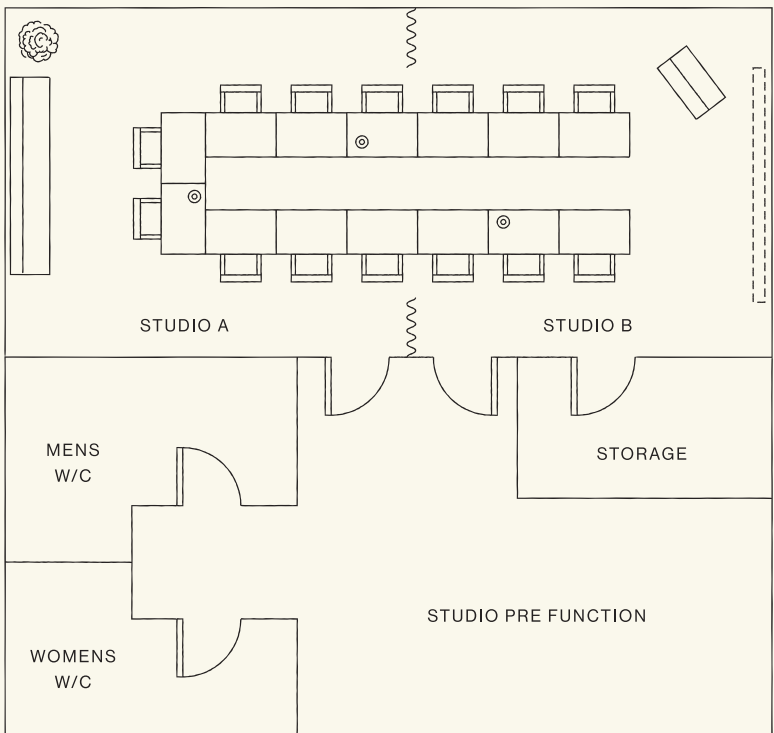 STUDIO A
STUDIO B
MENS
W/C
STORAGE
STUDIO PRE FUNCTION
WOMENS
W/C